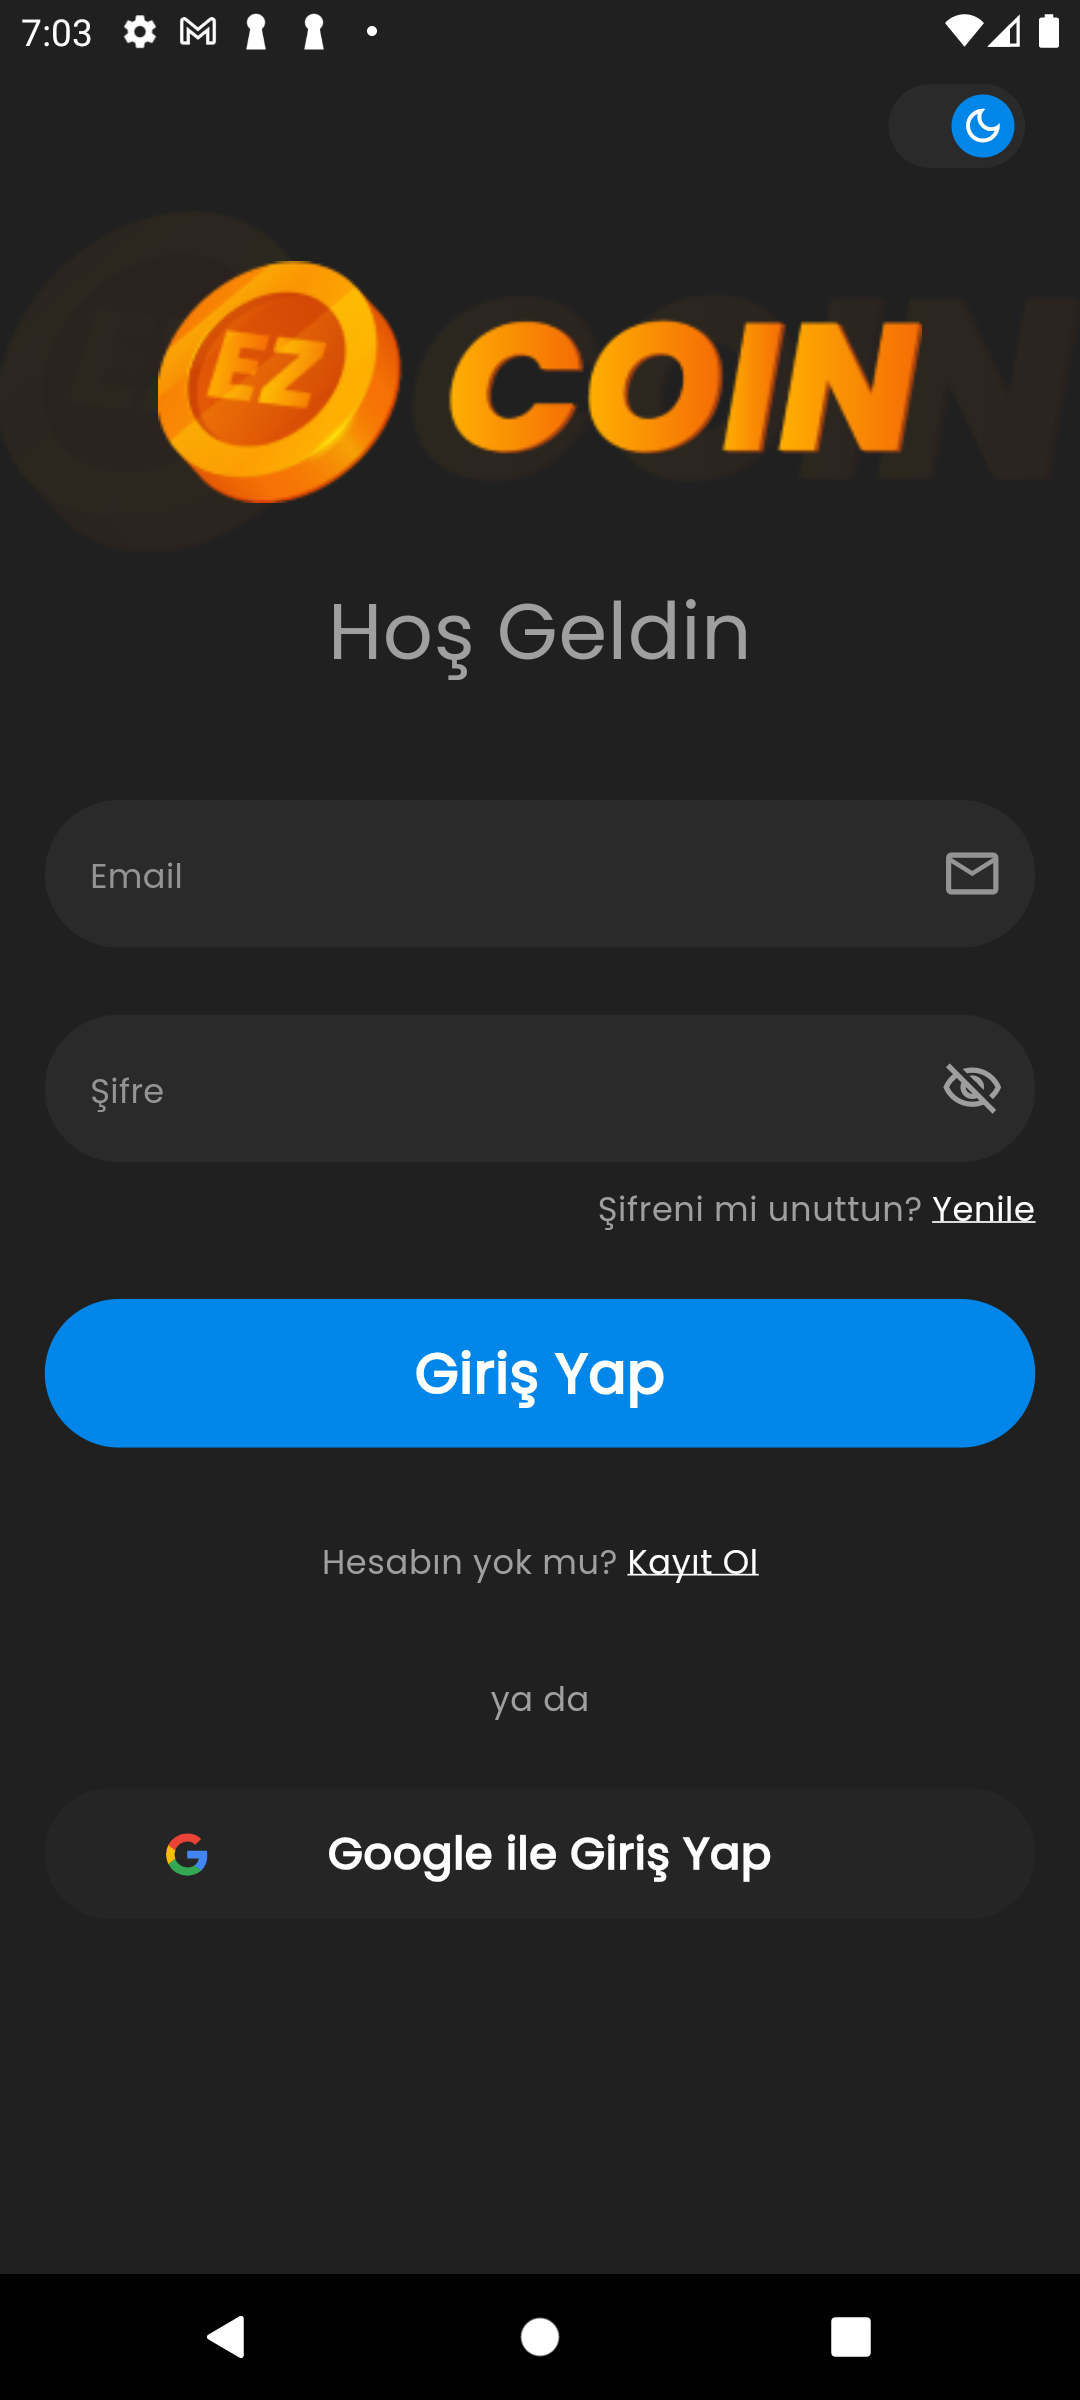 7:03
EZ COIN
Hoş Geldin
Email
Şifre
Şifreni mi unuttun? Yenile
Giriş Yap
Hesabın yok mu? Kayıt Ol
ya da
Google ile Giriş Yap